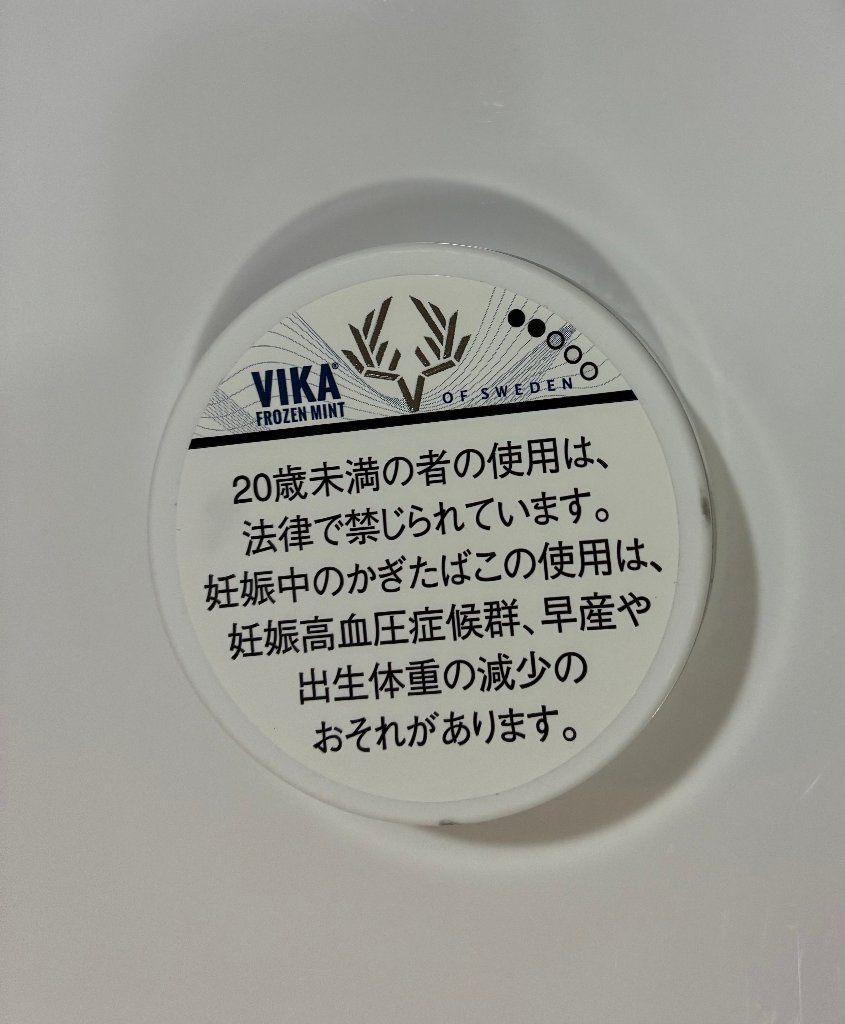 VIKA®
FROZEN MINT
OF SWEDEN
20歳未満の者の使用は、
法律で禁じられています。
妊娠中のかぎたばこの使用は、
妊娠高血圧症候群、早産や
出生体重の減少の
おそれがあります。